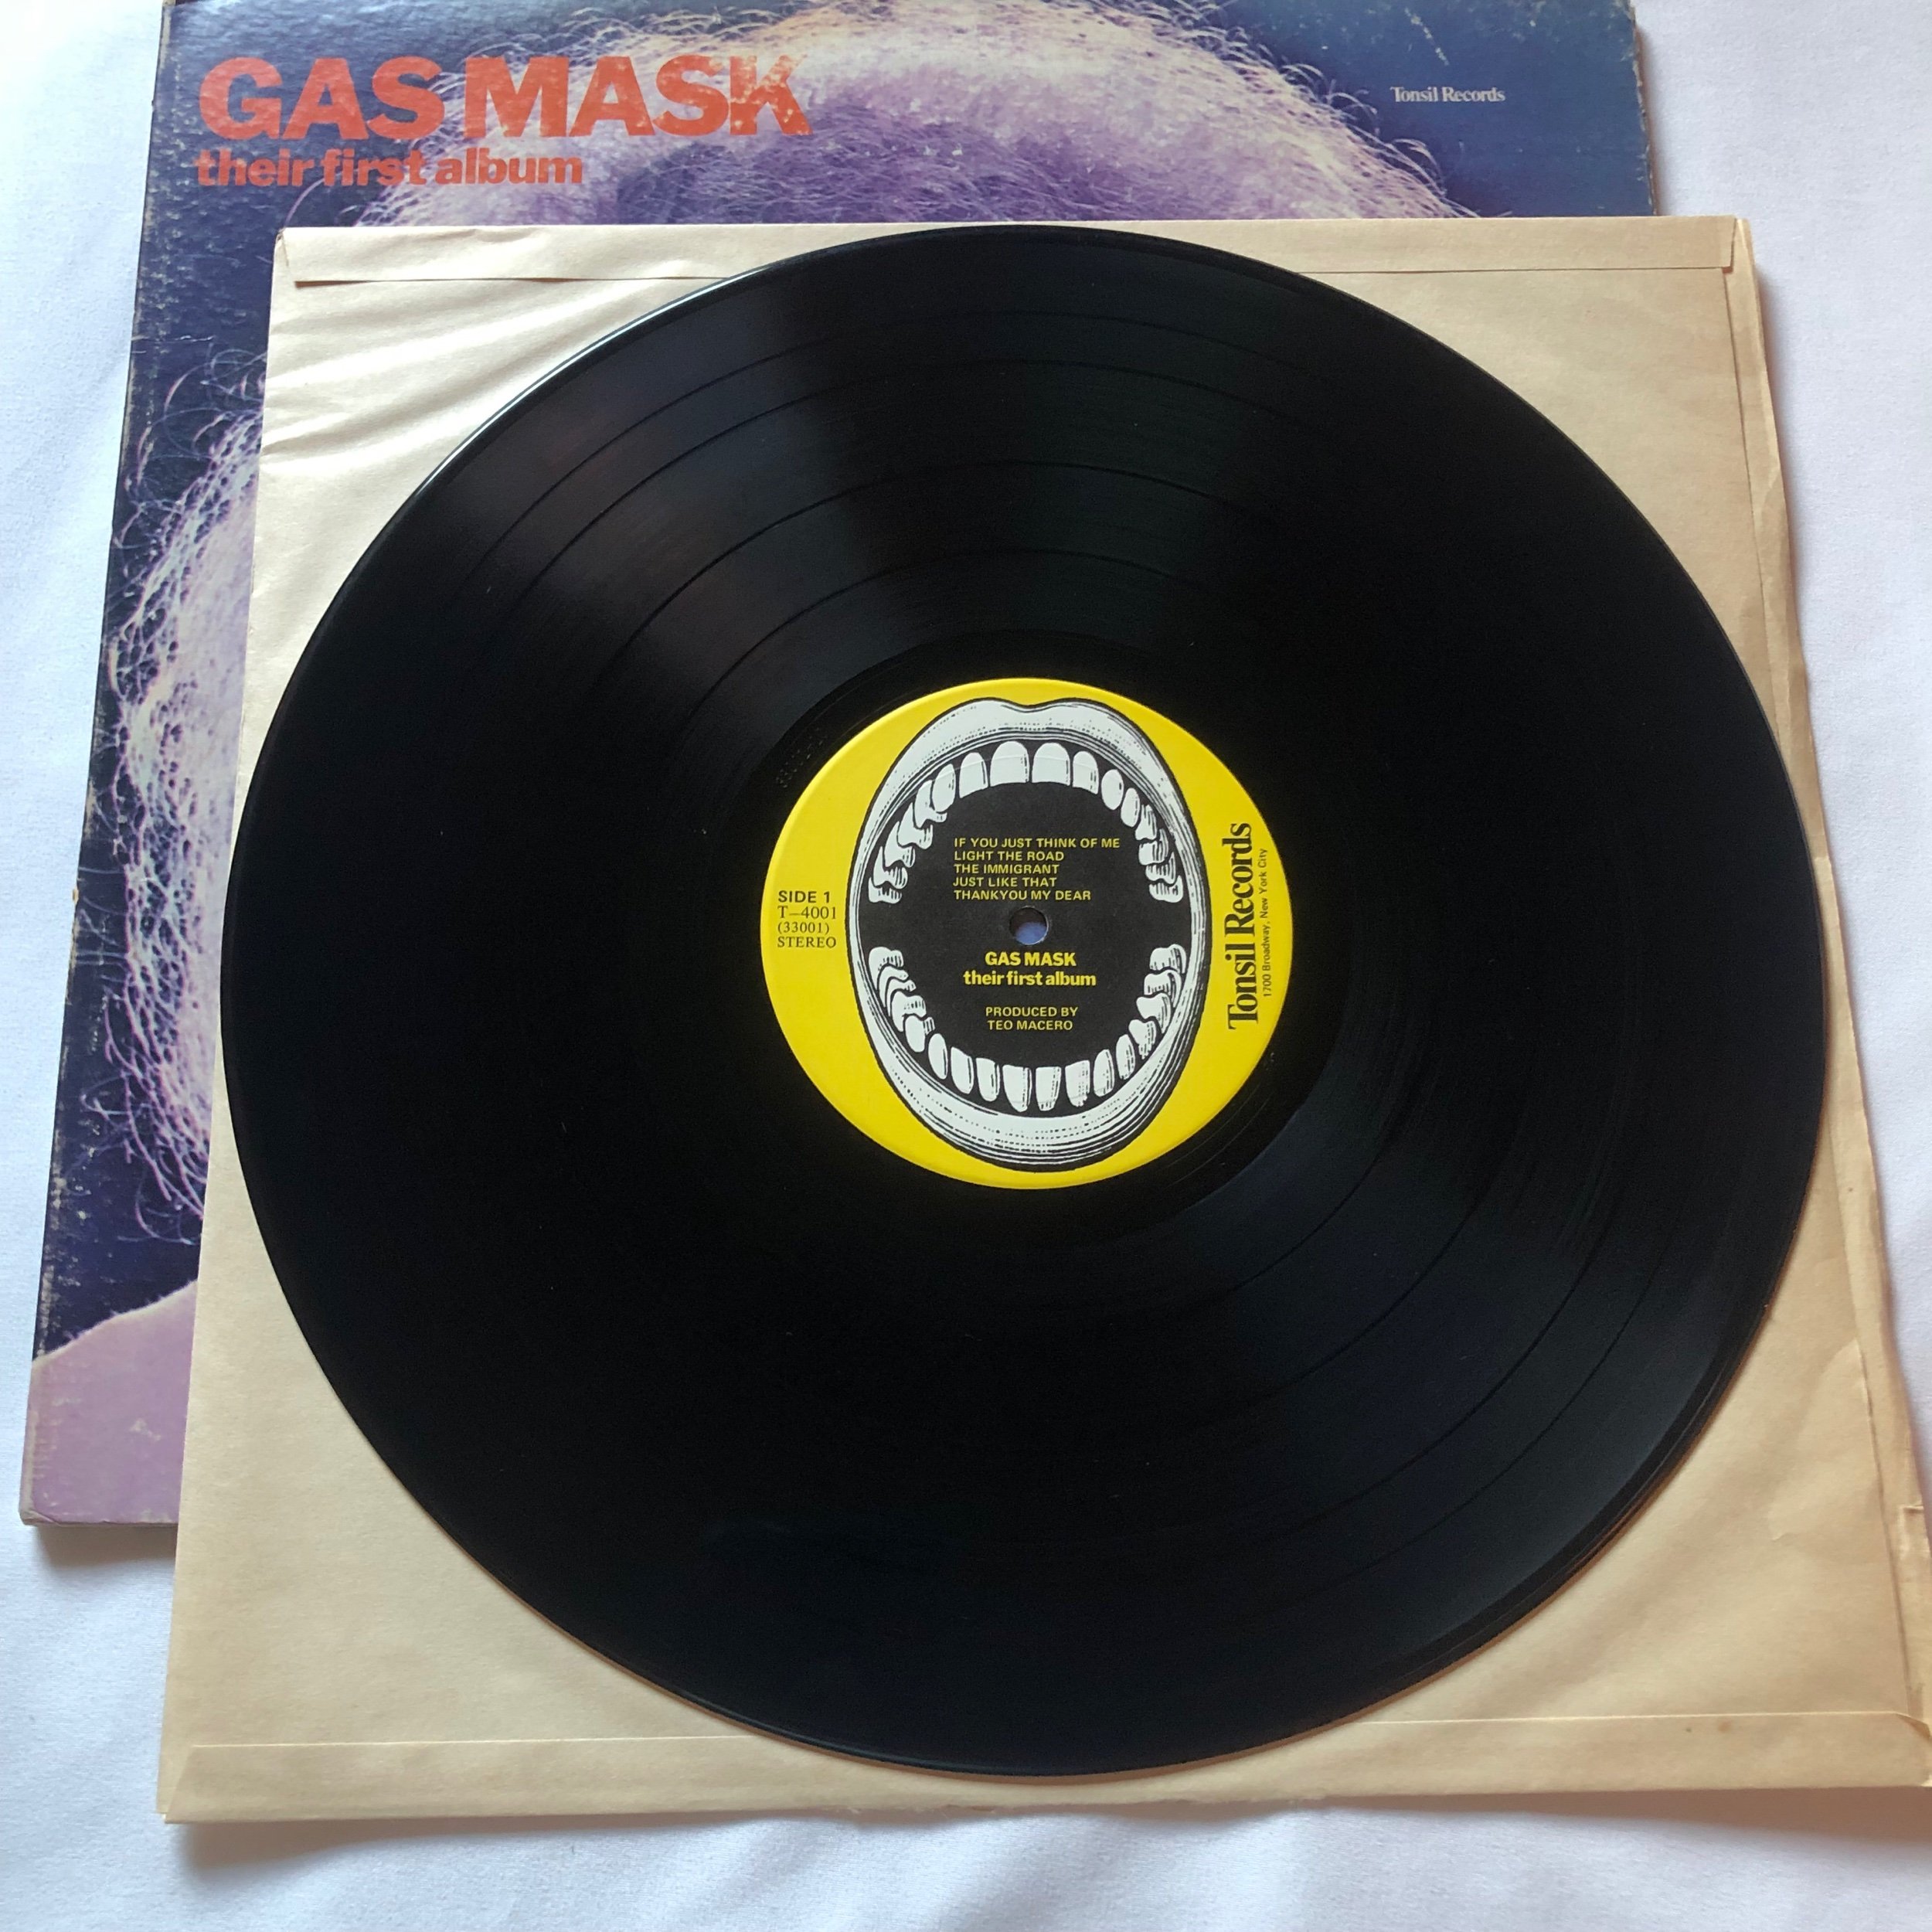 GAS MASK
their first album
Tonsil Records
IF YOU JUST THINK OF ME
LIGHT THE ROAD
THE IMMIGRANT
JUST LIKE THAT
THANKYOU MY DEAR
SIDE 1
T-4001
(33001)
STEREO
GAS MASK
their first album
PRODUCED BY
TEO MACERO
Tonsil Records
1700 Broadway, New York City